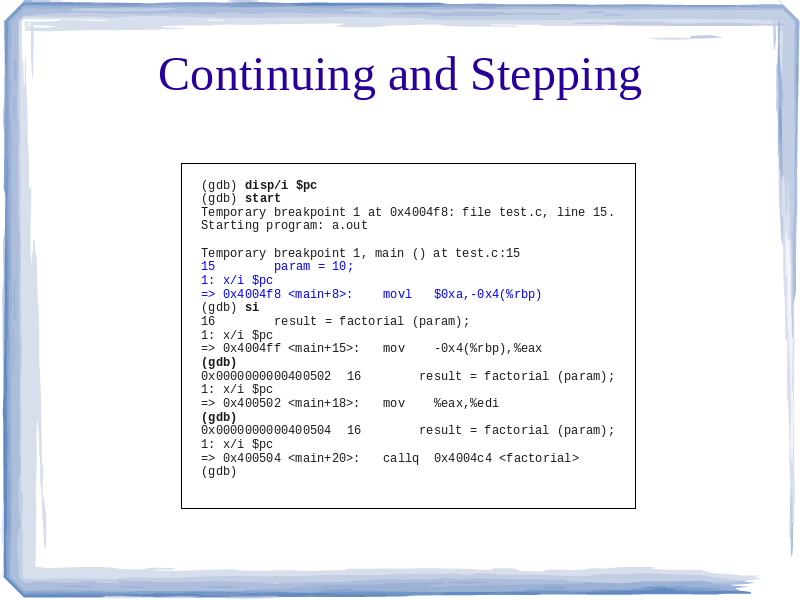 Continuing and Stepping
(gdb) disp/i $pc
(gdb) start
Temporary breakpoint 1 at 0x4004f8: file test.c, line 15.
Starting program: a.out
Temporary breakpoint 1, main () at test.c:15
15        param = 10;
1: x/i $pc
=> 0x4004f8 <main+8>:    movl   $0xa,-0x4(%rbp)
(gdb) si
16        result = factorial (param);
1: x/i $pc
=> 0x4004ff <main+15>:   mov    -0x4(%rbp),%eax
(gdb)
0x0000000000400502  16        result = factorial (param);
1: x/i $pc
=> 0x400502 <main+18>:   mov    %eax,%edi
(gdb)
0x0000000000400504  16        result = factorial (param);
1: x/i $pc
=> 0x400504 <main+20>:   callq  0x4004c4 <factorial>
(gdb)